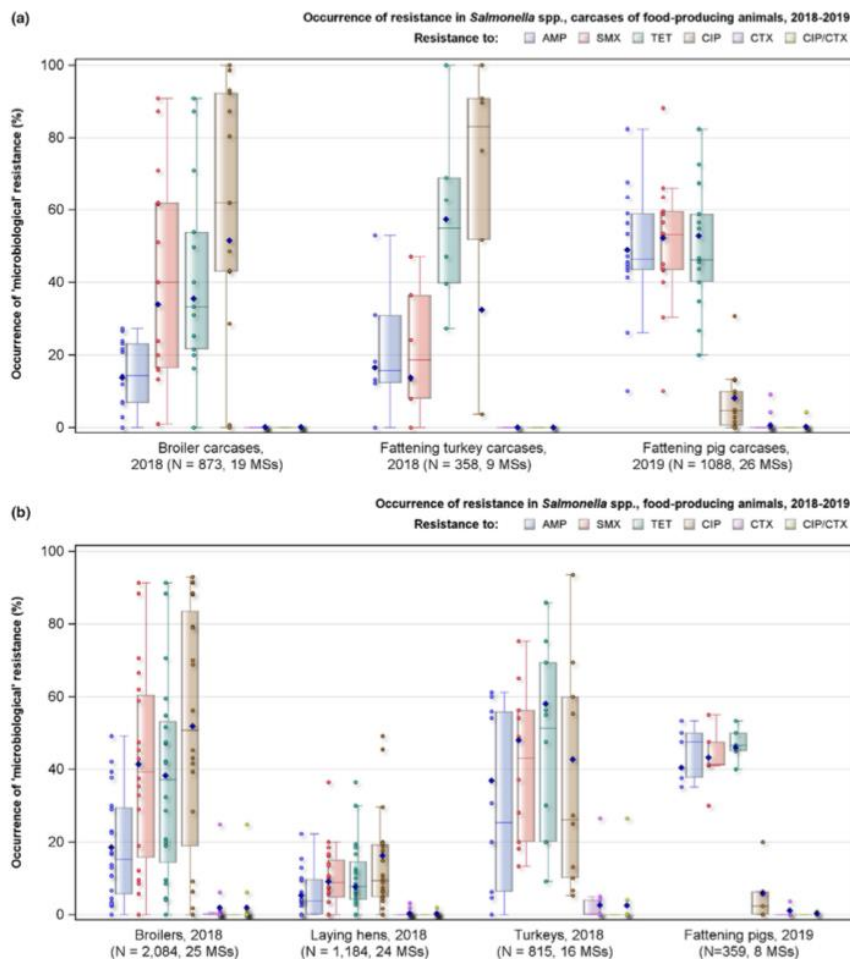 (a)
Occurrence of resistance in Salmonella spp., carcases of food-producing animals, 2018-2019
Resistance to: AMP SMX TET CIP CTX CIP/CTX
Occurrence of 'microbiological' resistance (%)
100
80
60
40
20
0
Broiler carcases,
2018 (N = 873, 19 MSs)
Fattening turkey carcases,
2018 (N = 358, 9 MSs)
Fattening pig carcases,
2019 (N = 1088, 26 MSs)
(b)
Occurrence of resistance in Salmonella spp., food-producing animals, 2018-2019
Resistance to: AMP SMX TET CIP CTX CIP/CTX
Occurrence of 'microbiological' resistance (%)
100
80
60
40
20
0
Broilers, 2018
(N = 2,084, 25 MSs)
Laying hens, 2018
(N = 1,184, 24 MSs)
Turkeys, 2018
(N = 815, 16 MSs)
Fattening pigs, 2019
(N=359, 8 MSs)